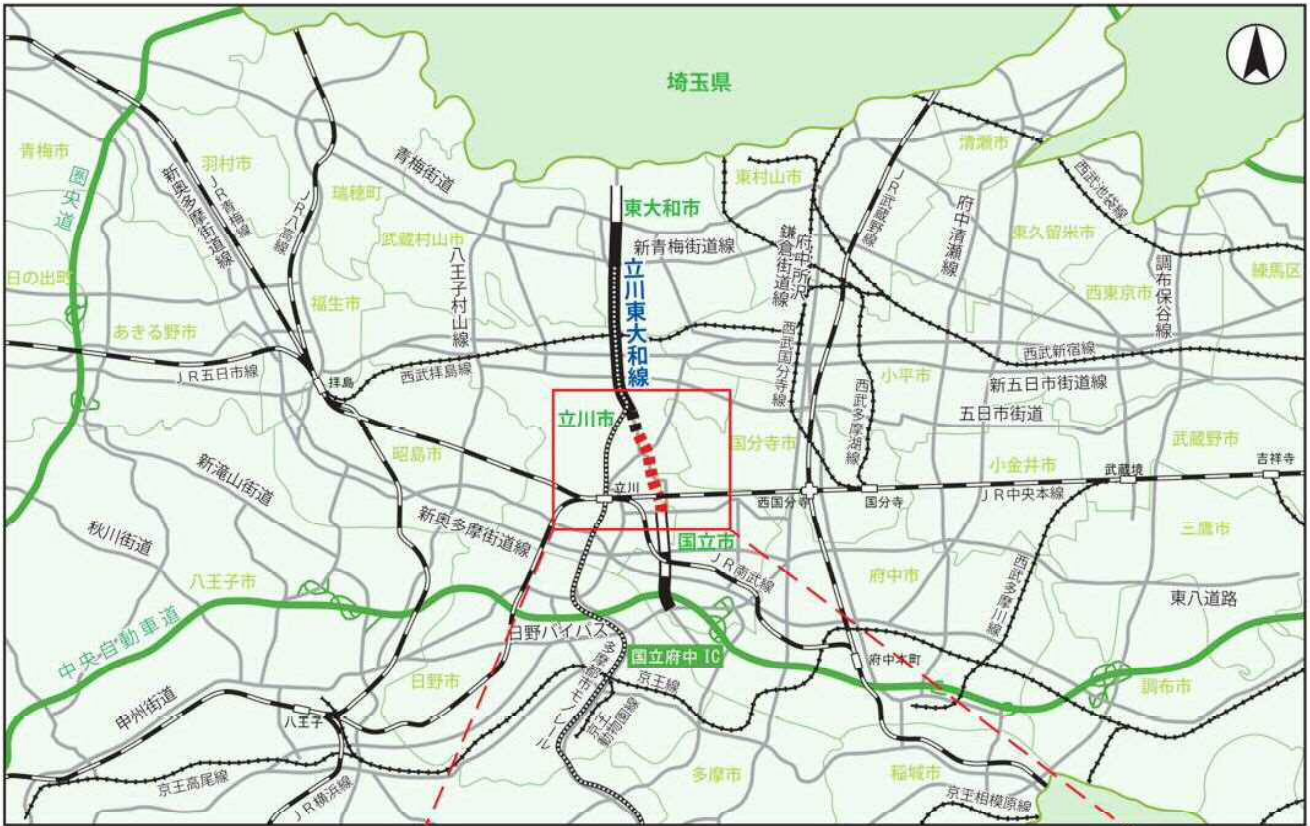 埼玉県
青梅市
圏央道
新奥多摩街道線
JR青梅線
羽村市
JR八高線
瑞穂町
青梅街道
武蔵村山市
八王子村山線
東大和市
新青梅街道線
立川東大和線
東村山市
鎌倉街道線
府中所沢
JR武蔵野線
清瀬市
府中清瀬線
西武池袋線
東久留米市
調布保谷線
練馬区
西東京市
日の出町
あきる野市
福生市
JR五日市線
拝島
西武拝島線
西武国分寺線
西武多摩湖線
小平市
西武新宿線
新五日市街道線
五日市街道
立川市
国分寺市
昭島市
立川
西国分寺
国分寺
小金井市
武蔵境
JR中央本線
武蔵野市
吉祥寺
新滝山街道
秋川街道
新奥多摩街道線
国立市
JR南武線
三鷹市
八王子市
中央自動車道
日野バイパス
国立府中 IC
府中市
西武多摩川線
東八道路
府中本町
日野市
多摩都市モノレール
京王動物園線
京王線
調布市
甲州街道
八王子
京王高尾線
JR横浜線
多摩市
稲城市
京王相模原線